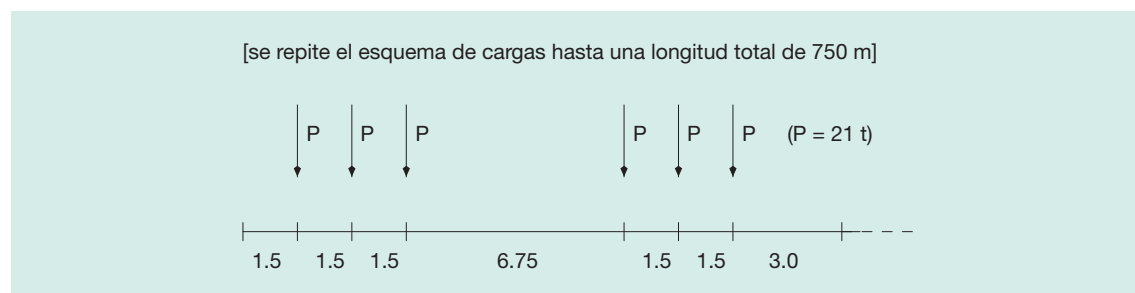 [se repite el esquema de cargas hasta una longitud total de 750 m]
P P P P P P (P = 21 t)
1.5 1.5 1.5 6.75 1.5 1.5 3.0